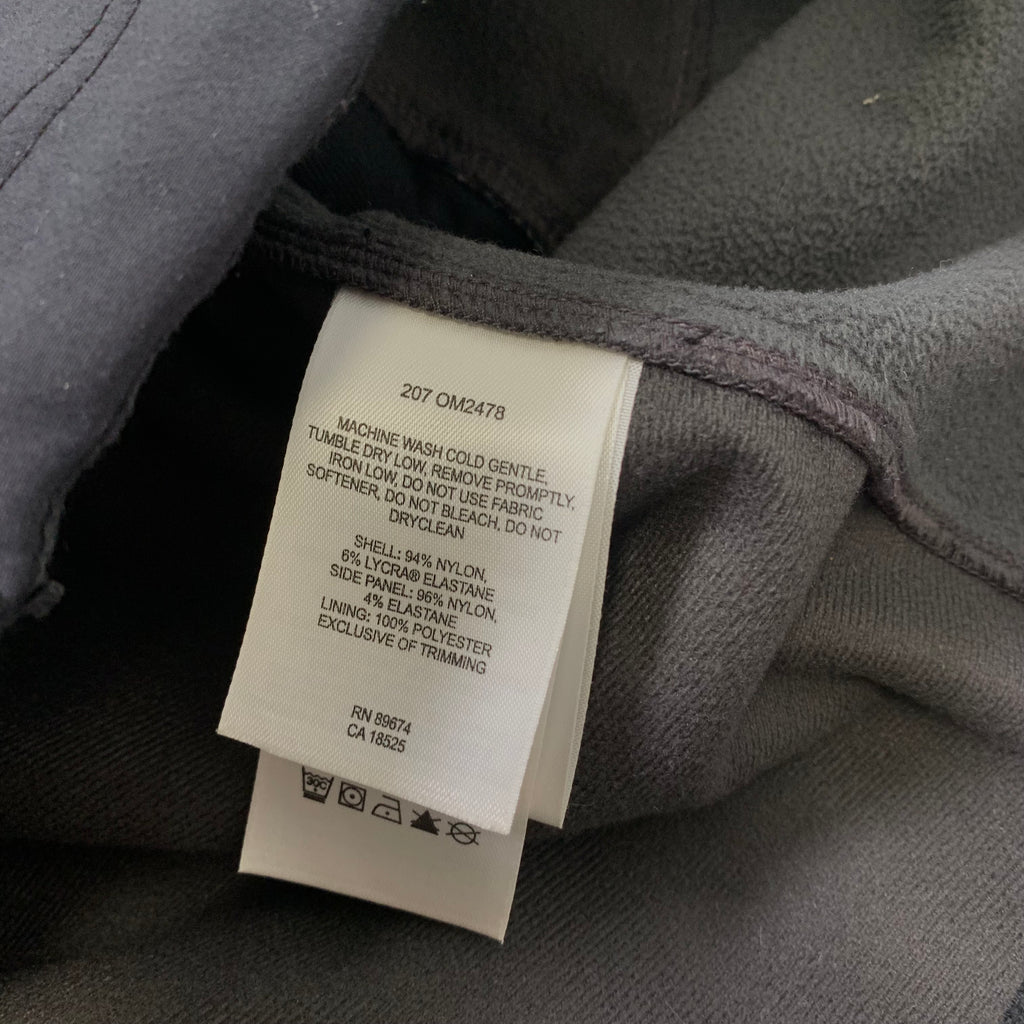 207 OM2478
MACHINE WASH COLD GENTLE,
TUMBLE DRY LOW, REMOVE PROMPTLY,
IRON LOW, DO NOT USE FABRIC
SOFTENER, DO NOT BLEACH, DO NOT
DRYCLEAN
SHELL: 94% NYLON,
6% LYCRA® ELASTANE
SIDE PANEL: 96% NYLON,
4% ELASTANE
LINING: 100% POLYESTER
EXCLUSIVE OF TRIMMING
RN 89674
CA 18525
30C